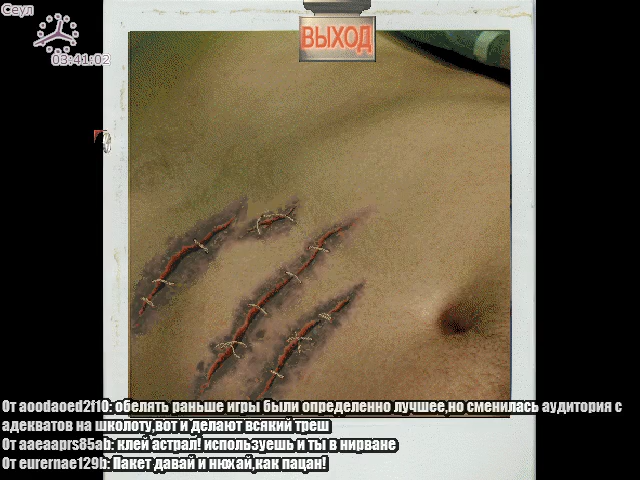 Сеул
03:41:02
ВЫХОД
От aoodaoed2f10: обелять раньше игры были определенно лучшее,но сменилась аудитория с
адекватов на школоту,вот и делают всякий треш
От aaeaaprs85ab: клей астрал! используешь и ты в нирване
От eurernae129b: Пакет давай и нюхай,как пацан!